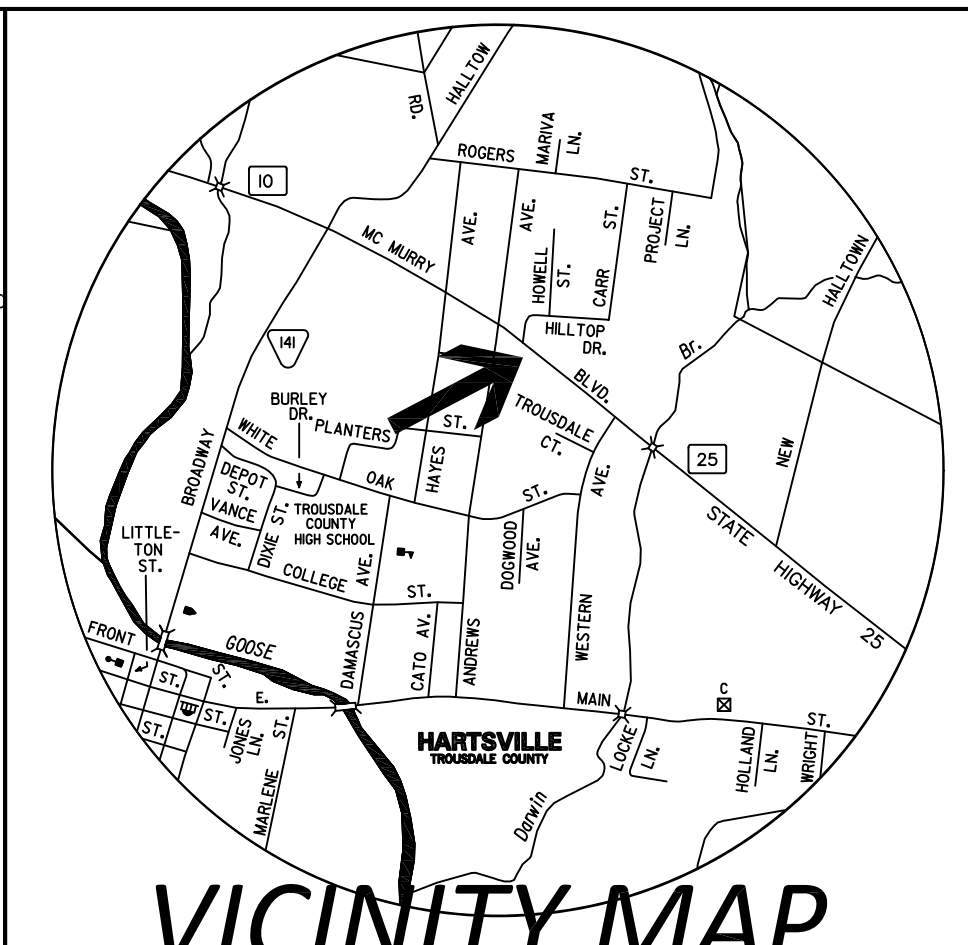 HALLTOW
RD.
MARIVA
LN.
ROGERS
ST.
10
AVE.
AVE.
ST.
PROJECT
LN.
MC MURRY
HOWELL
ST.
CARR
HALLTOWN
141
HILLTOP
DR.
Br.
BLVD.
BURLEY
DR.
PLANTERS
ST.
TROUSDALE
CT.
WHITE
BROADWAY
OAK
HAYES
25
NEW
DEPOT
ST.
VANCE
AVE.
DIXIE ST.
TROUSDALE
COUNTY
HIGH SCHOOL
ST.
AVE.
DOGWOOD
AVE.
STATE
HIGHWAY
25
LITTLE-
TON
ST.
COLLEGE
AVE.
ST.
DAMASCUS
CATO AV.
ANDREWS
WESTERN
FRONT
ST.
GOOSE
ST.
E.
MAIN
C
ST.
ST.
ST.
JONES
LN.
ST.
MARLENE
HARTSVILLE
TROUSDALE COUNTY
LOCKE
LN.
HOLLAND
LN.
WRIGHT
Darwin
VICINITY MAP